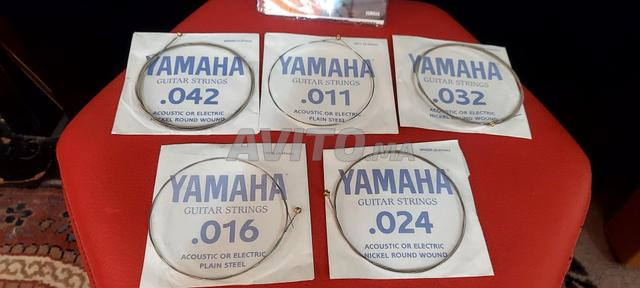 YAMAHA
YAMAHA
GUITAR STRINGS
.042
ACOUSTIC OR ELECTRIC
NICKEL ROUND WOUND
YAMAHA
GUITAR STRINGS
.011
ACOUSTIC OR ELECTRIC
PLAIN STEEL
YAMAHA
GUITAR STRINGS
.032
ACOUSTIC OR ELECTRIC
NICKEL ROUND WOUND
AVITO.MA
YAMAHA
GUITAR STRINGS
.016
ACOUSTIC OR ELECTRIC
PLAIN STEEL
YAMAHA
GUITAR STRINGS
.024
ACOUSTIC OR ELECTRIC
NICKEL ROUND WOUND